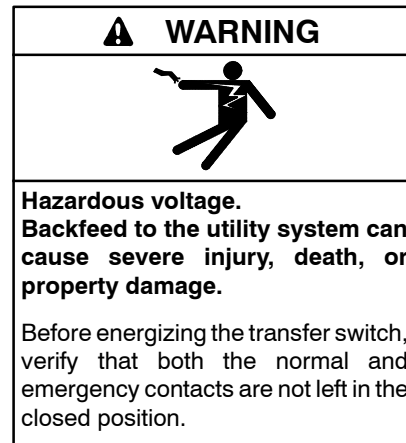 WARNING
Hazardous voltage.
Backfeed to the utility system can
cause severe injury, death, or
property damage.
Before energizing the transfer switch,
verify that both the normal and
emergency contacts are not left in the
closed position.